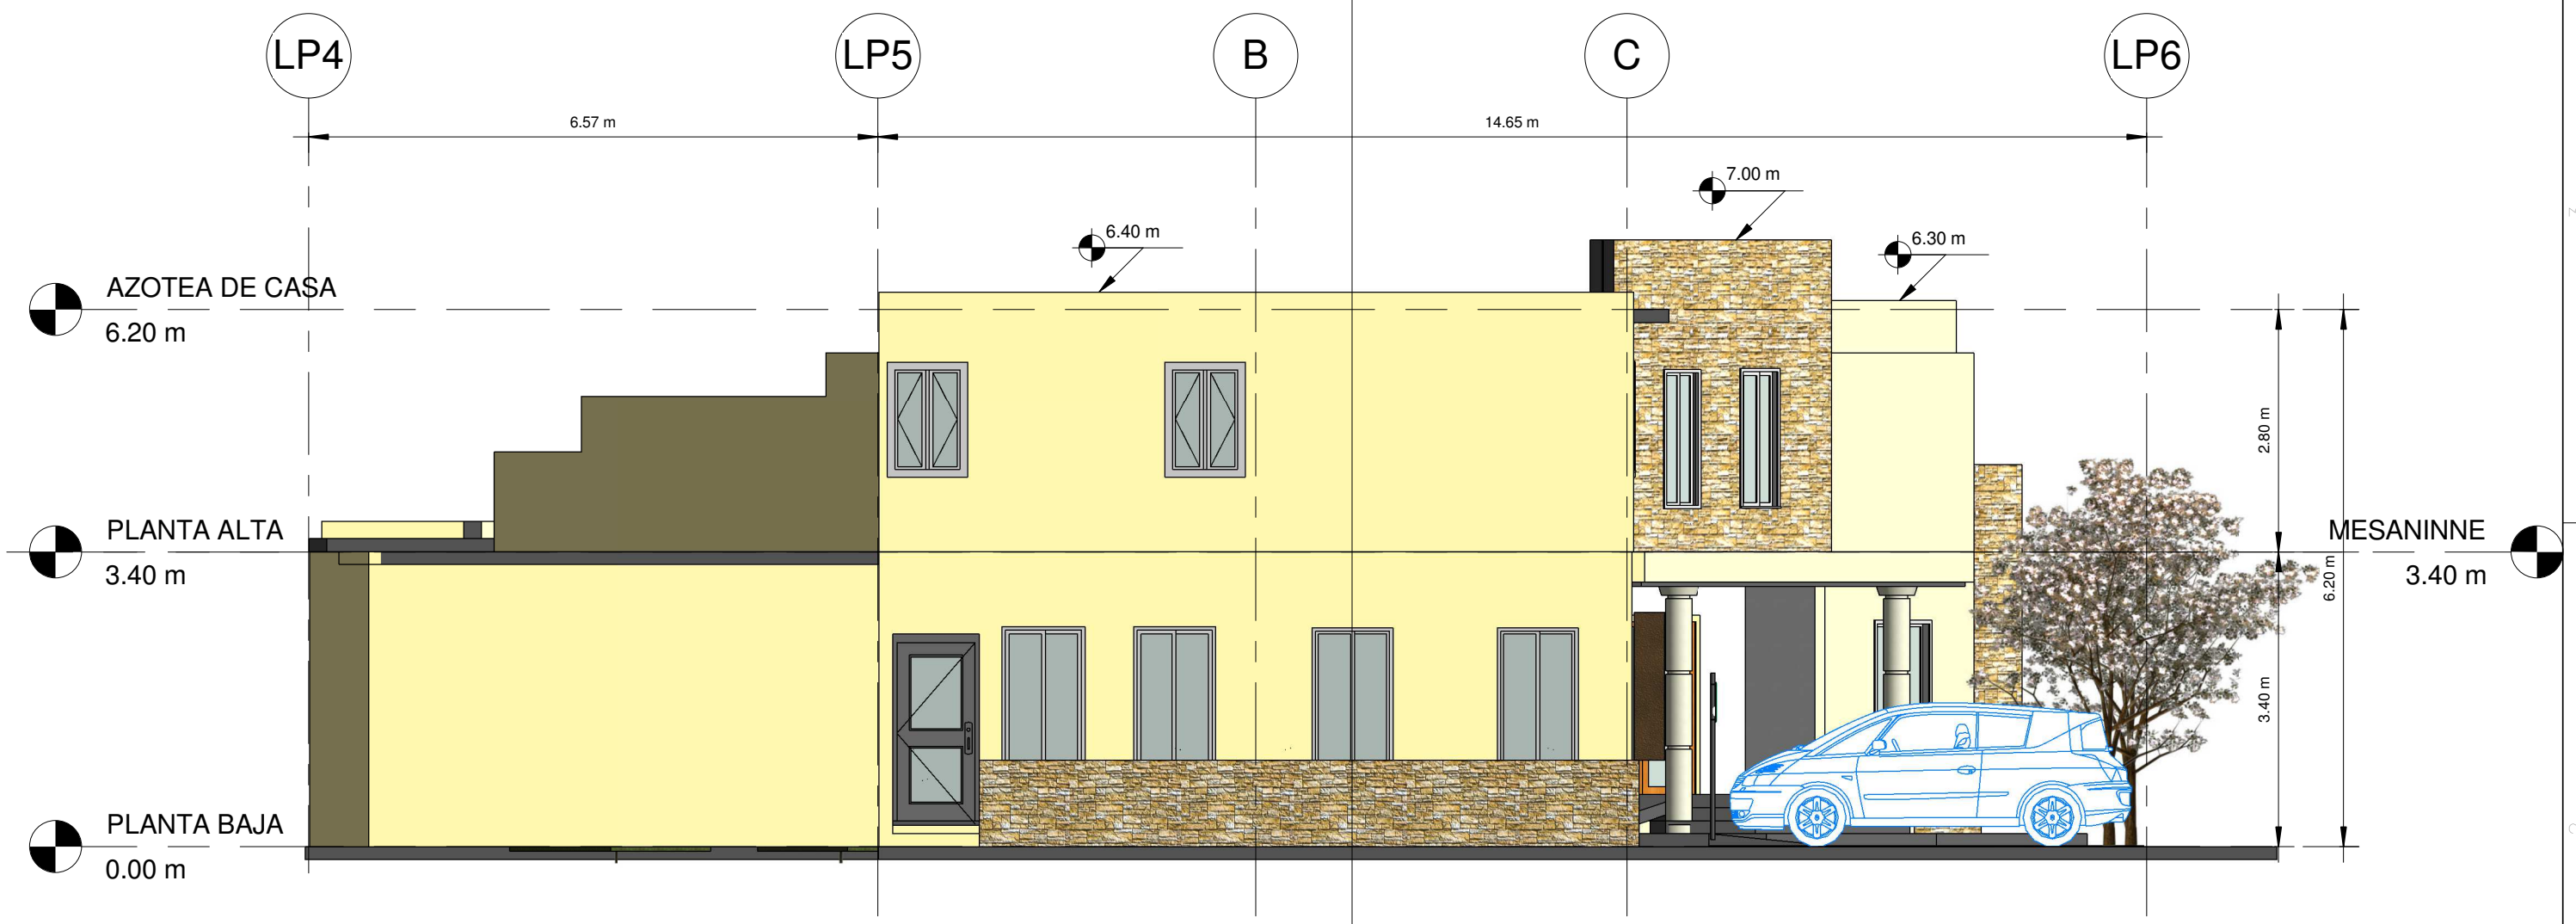 LP4
LP5
B
C
LP6
6.57 m
14.65 m
7.00 m
6.40 m
6.30 m
AZOTEA DE CASA
6.20 m
2.80 m
PLANTA ALTA
3.40 m
MESANINNE
3.40 m
6.20 m
3.40 m
PLANTA BAJA
0.00 m